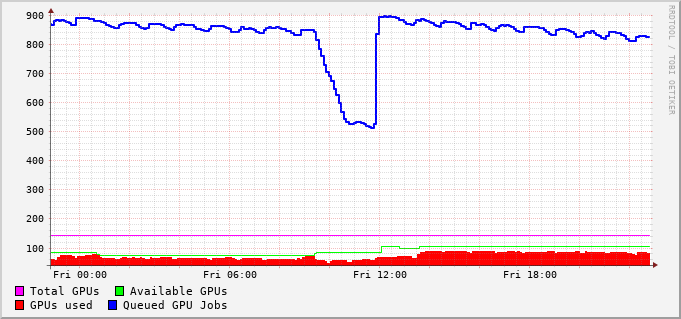 900
800
700
600
500
400
300
200
100
Fri 00:00 Fri 06:00 Fri 12:00 Fri 18:00
Total GPUs Available GPUs
GPUs used Queued GPU Jobs
RRDTOOL / TOBI OETIKER